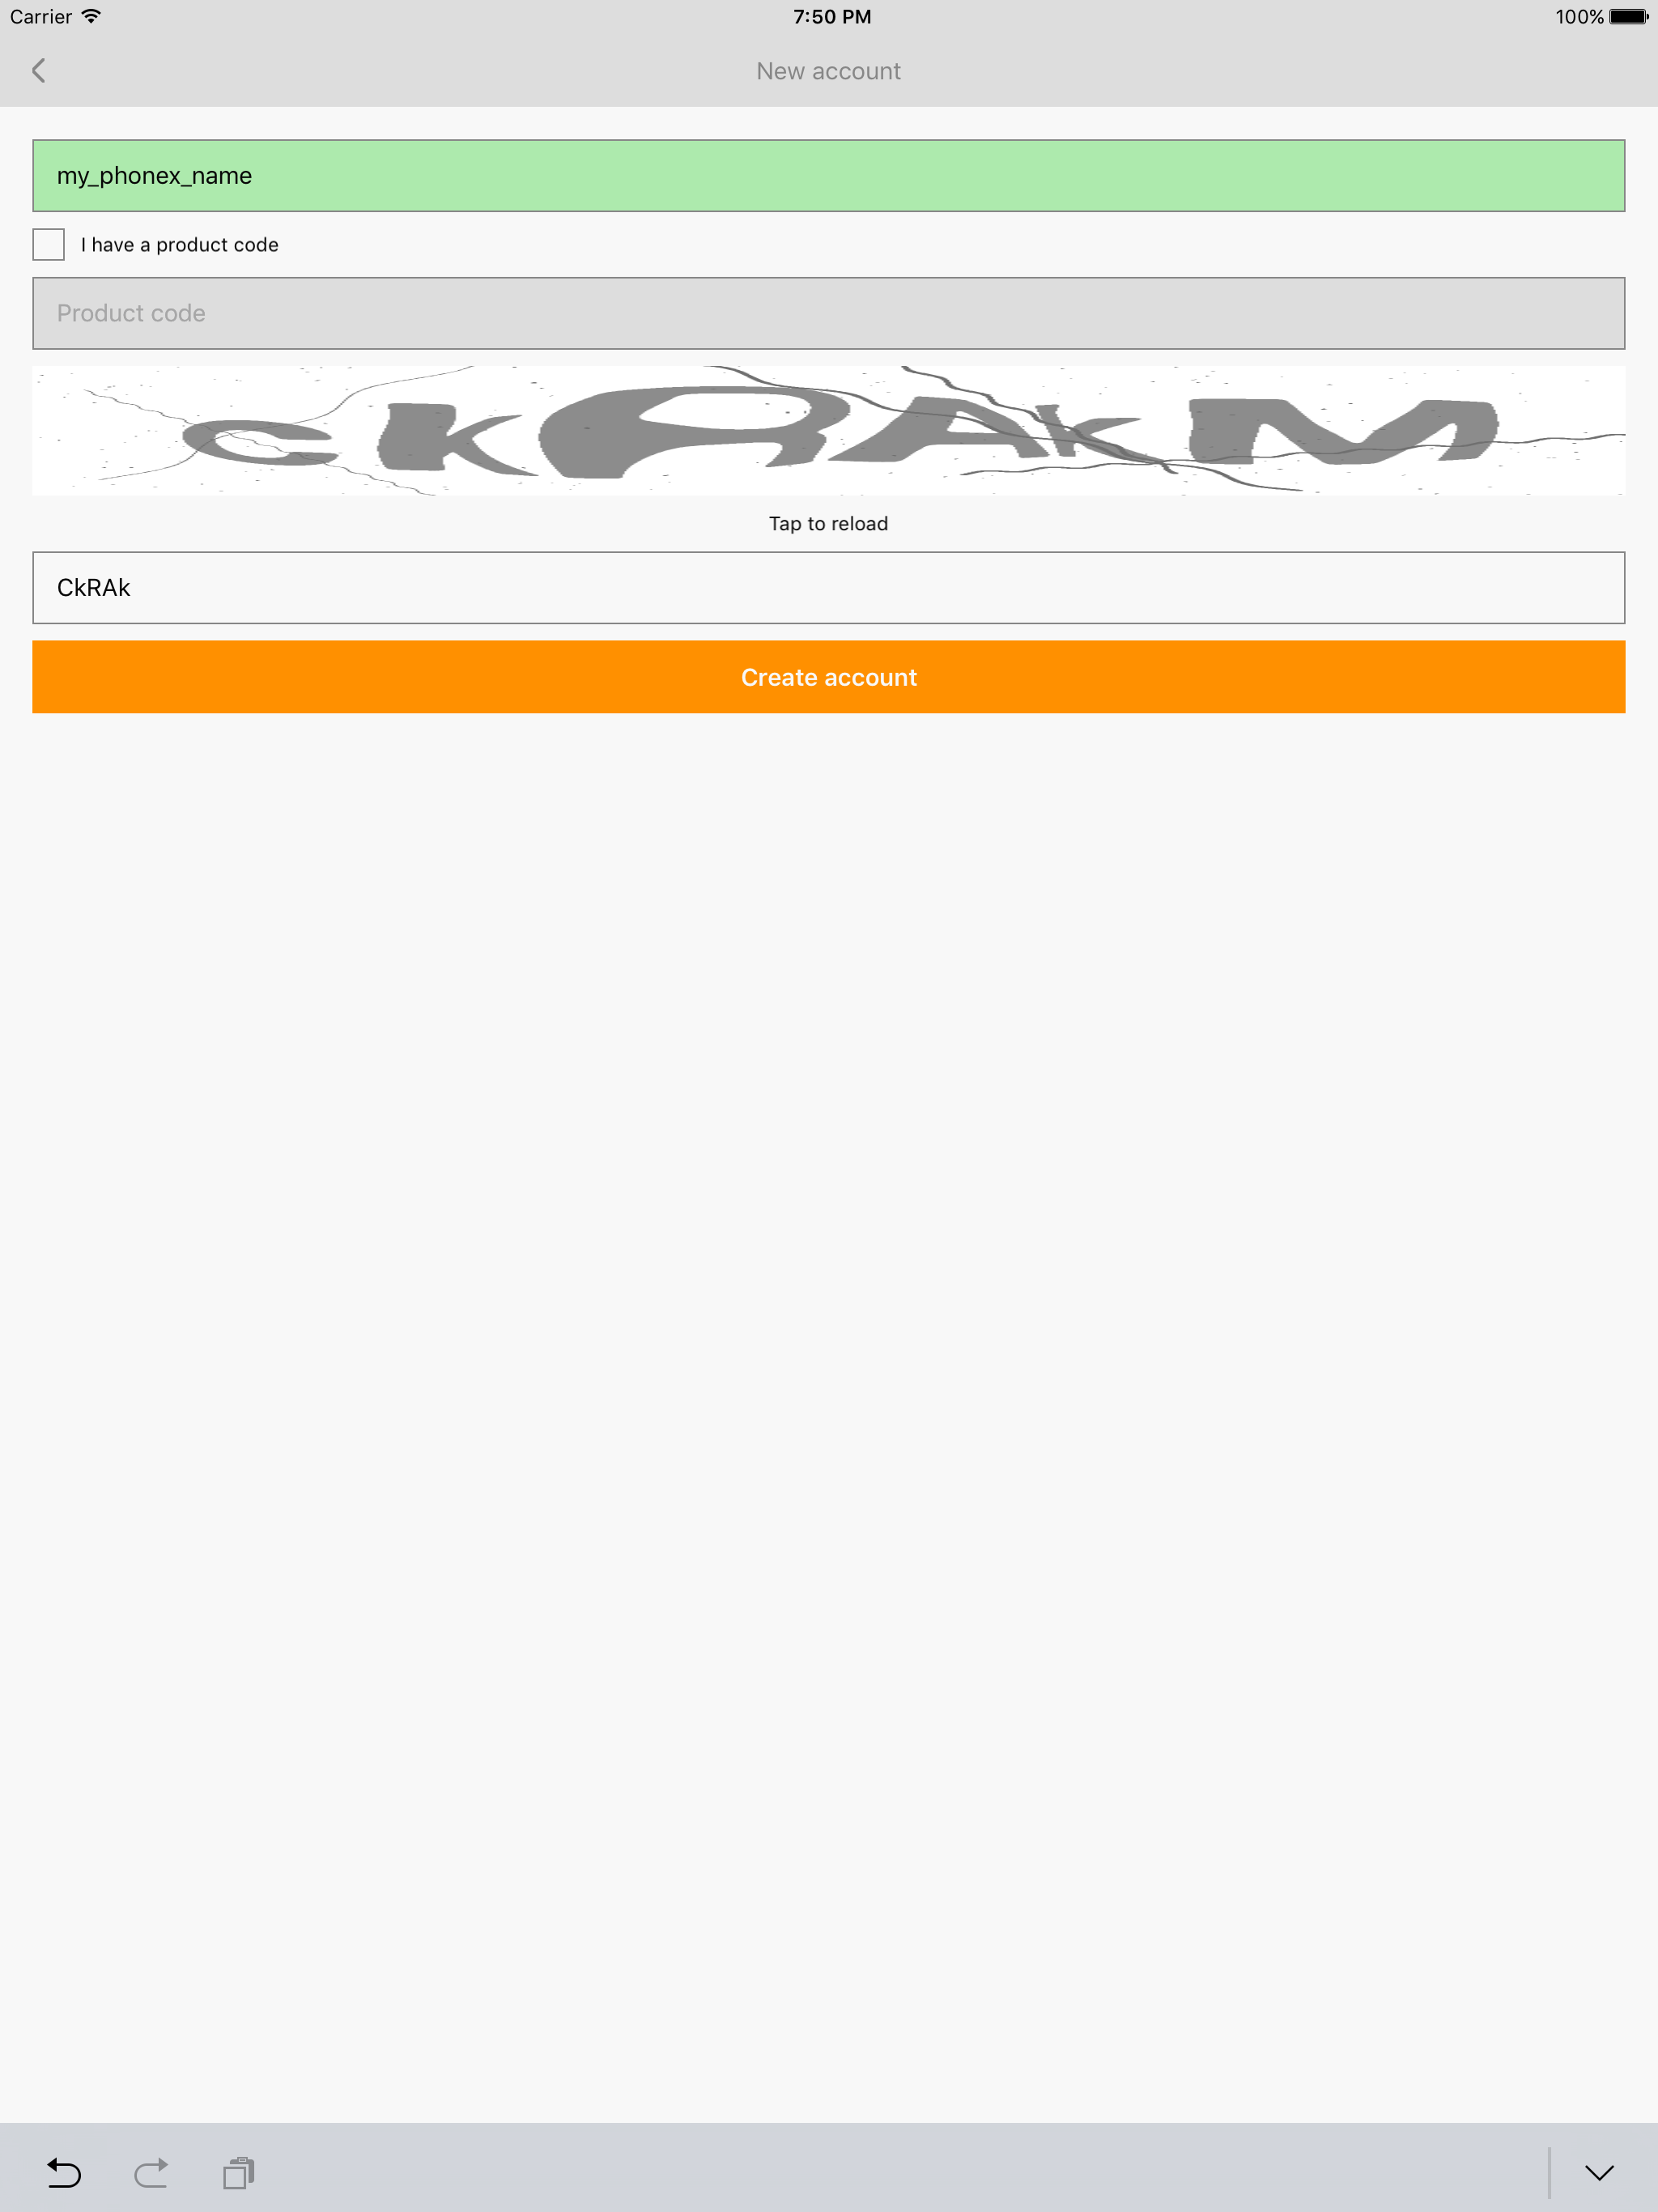 Carrier 7:50 PM 100%
New account
my_phonex_name
I have a product code
Product code
CkRAkM
Tap to reload
CkRAk
Create account